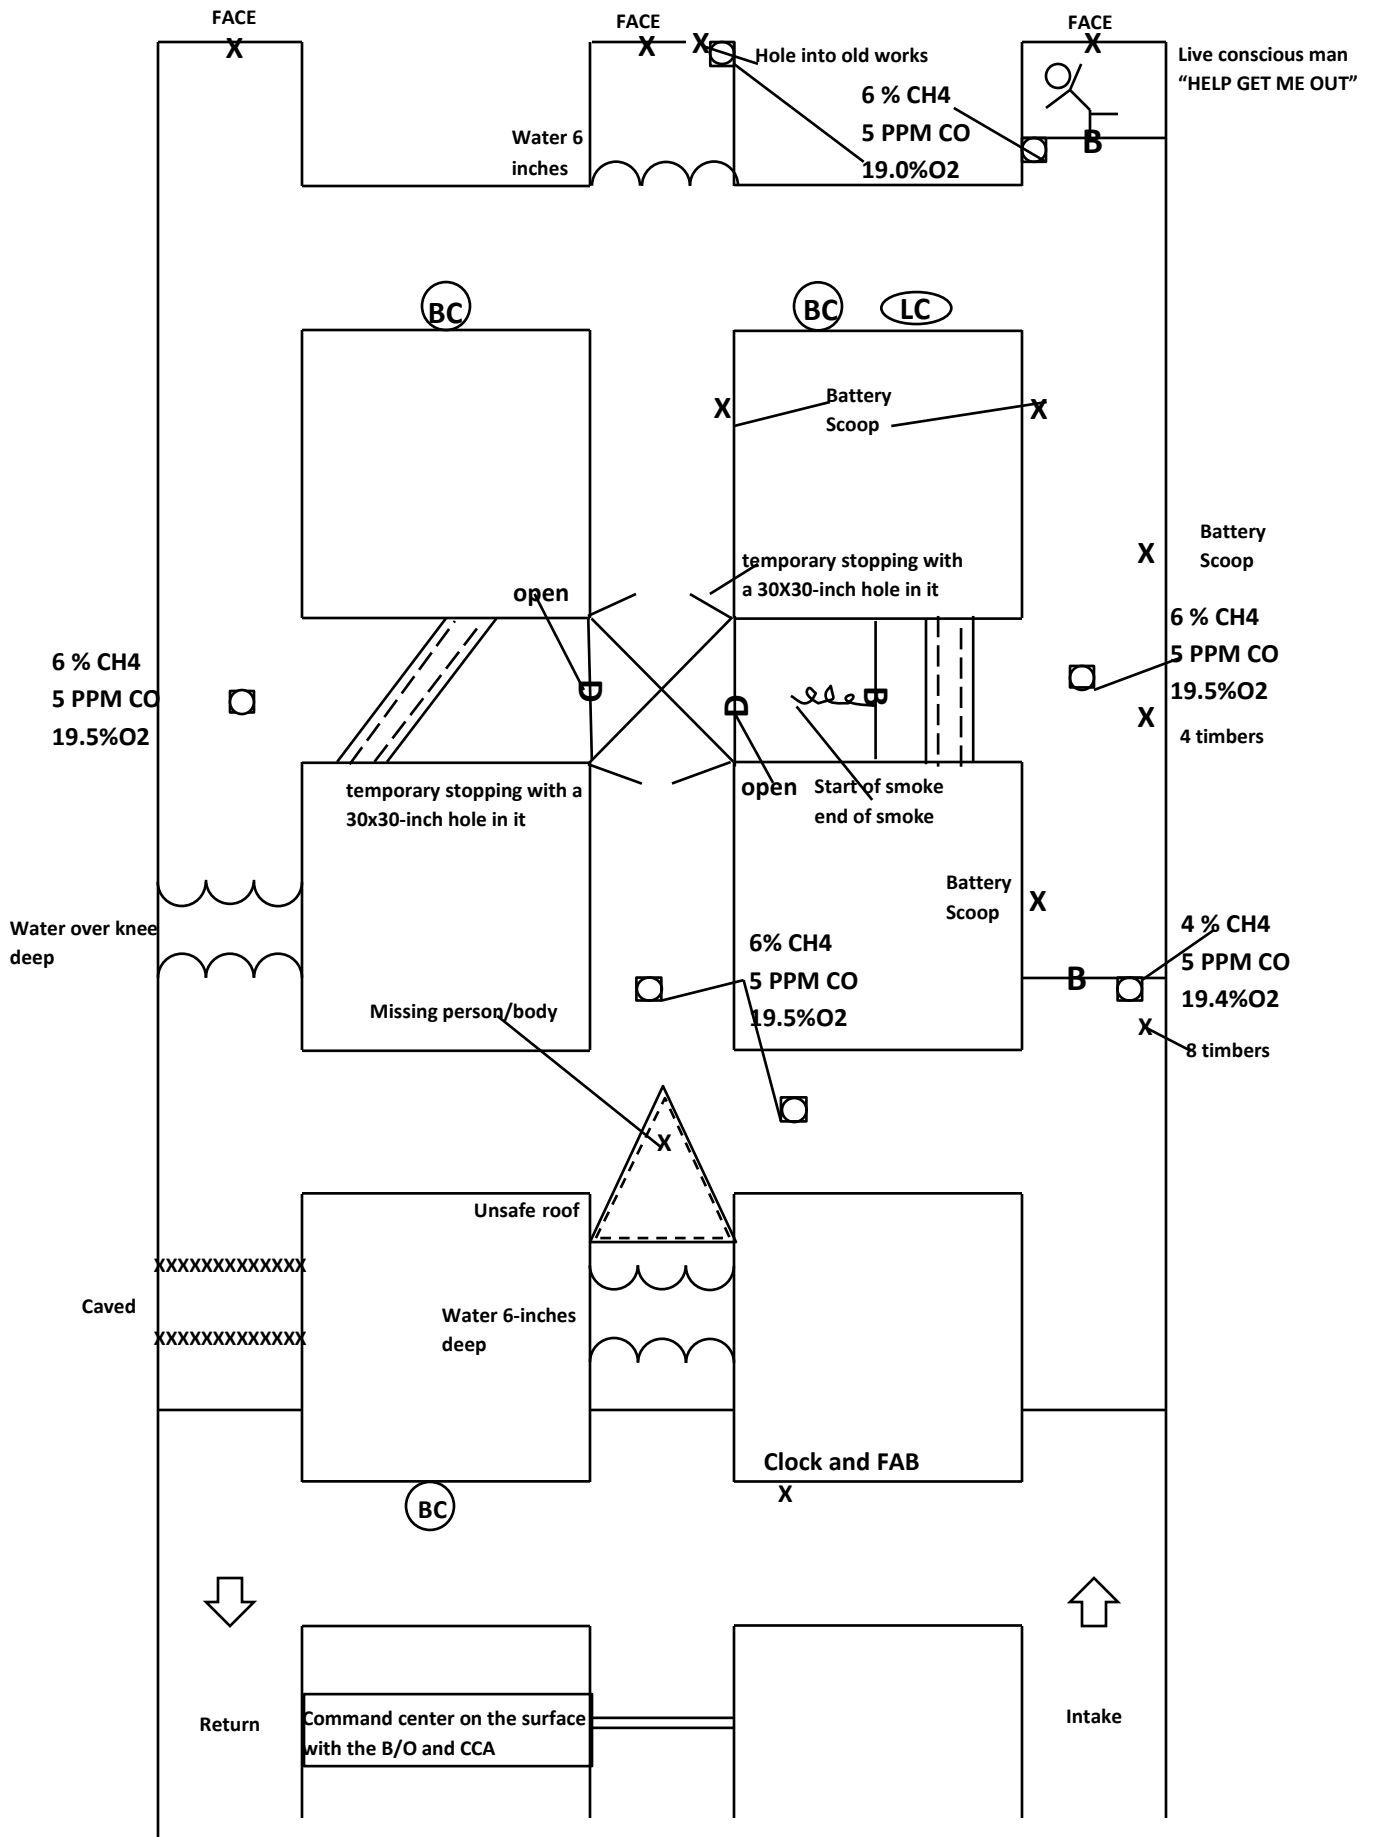 FACE
X
FACE
X
X
FACE
X
Hole into old works
Live conscious man
“HELP GET ME OUT”
6 % CH4
5 PPM CO
19.0%O2
B
Water 6
inches
BC
BC
LC
X
Battery
Scoop
X
Battery
Scoop
X
temporary stopping with
a 30X30-inch hole in it
open
6 % CH4
5 PPM CO
19.5%O2
6 % CH4
5 PPM CO
19.5%O2
D
D
B
X
4 timbers
temporary stopping with a
30x30-inch hole in it
open
Start of smoke
end of smoke
Battery
Scoop
X
Water over knee
deep
6% CH4
5 PPM CO
19.5%O2
B
4 % CH4
5 PPM CO
19.4%O2
X
8 timbers
Missing person/body
X
Unsafe roof
XXXXXXXXXXXXX
Caved
XXXXXXXXXXXXX
Water 6-inches
deep
Clock and FAB
X
BC
Return
Command center on the surface
with the B/O and CCA
Intake